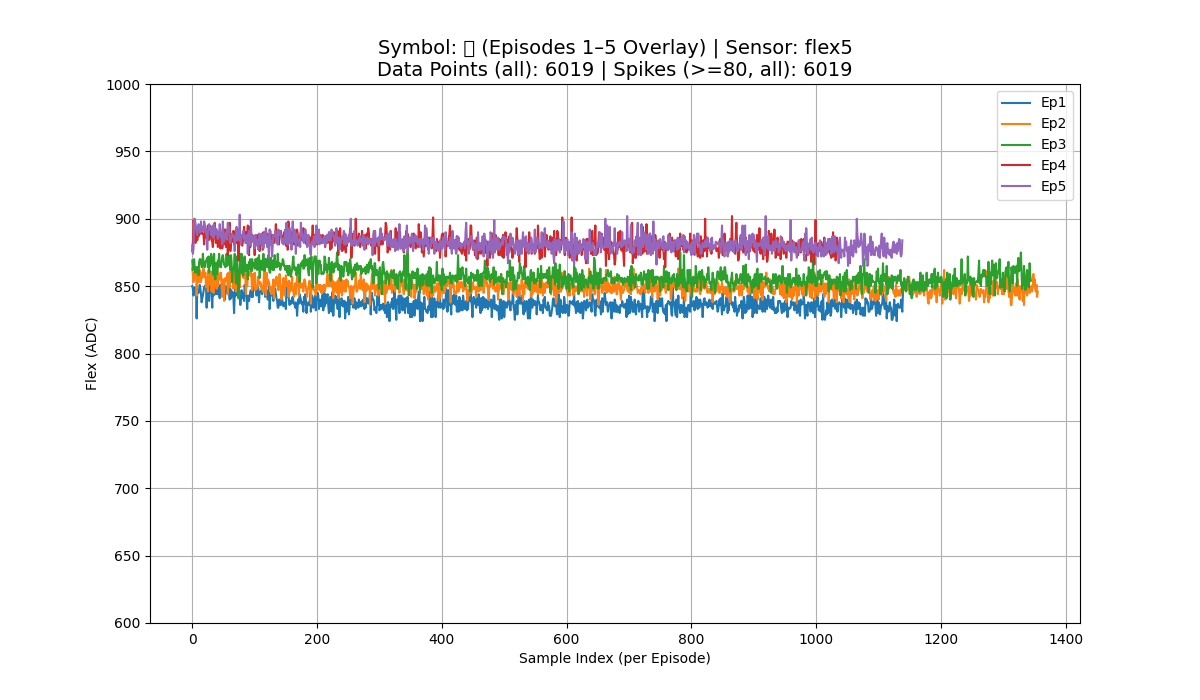 Symbol: (Episodes 1–5 Overlay) | Sensor: flex5
Data Points (all): 6019 | Spikes (>=80, all): 6019
1000
950
900
850
800
750
700
650
600
Flex (ADC)
Ep1
Ep2
Ep3
Ep4
Ep5
0 200 400 600 800 1000 1200 1400
Sample Index (per Episode)